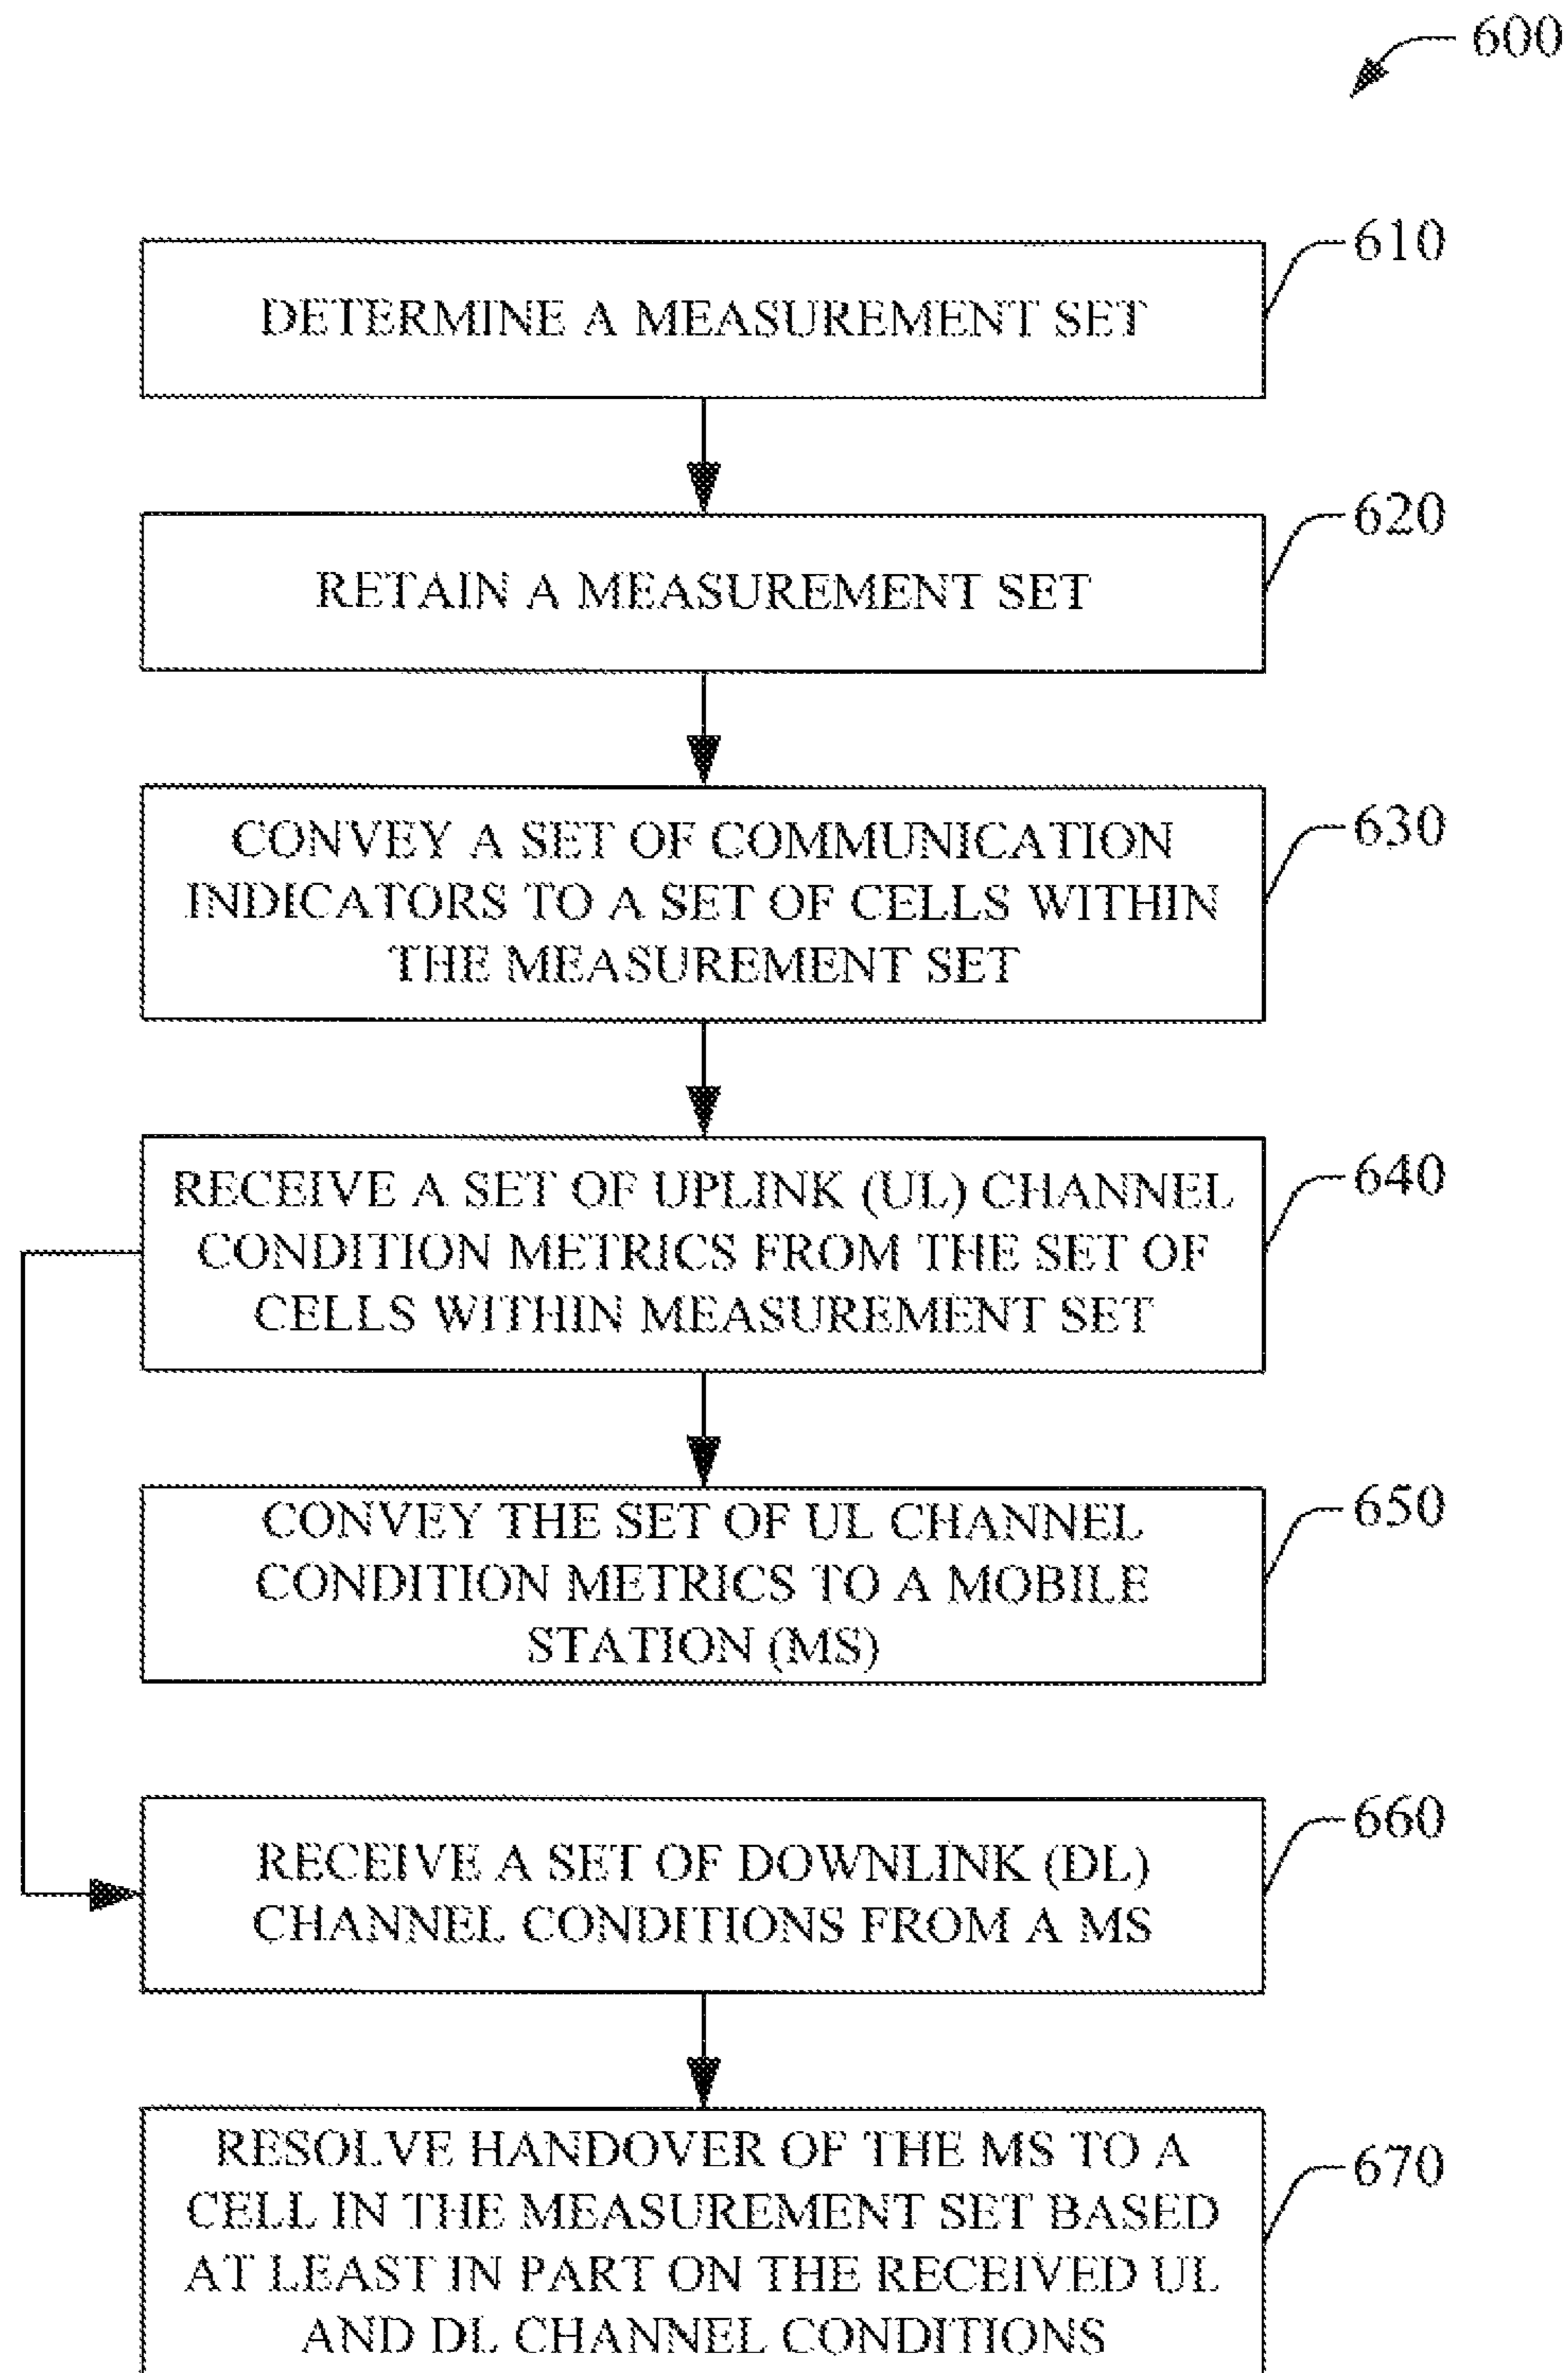 600
610
DETERMINE A MEASUREMENT SET
620
RETAIN A MEASUREMENT SET
630
CONVEY A SET OF COMMUNICATION
INDICATORS TO A SET OF CELLS WITHIN
THE MEASUREMENT SET
640
RECEIVE A SET OF UPLINK (UL) CHANNEL
CONDITION METRICS FROM THE SET OF
CELLS WITHIN MEASUREMENT SET
650
CONVEY THE SET OF UL CHANNEL
CONDITION METRICS TO A MOBILE
STATION (MS)
660
RECEIVE A SET OF DOWNLINK (DL)
CHANNEL CONDITIONS FROM A MS
670
RESOLVE HANDOVER OF THE MS TO A
CELL IN THE MEASUREMENT SET BASED
AT LEAST IN PART ON THE RECEIVED UL
AND DL CHANNEL CONDITIONS